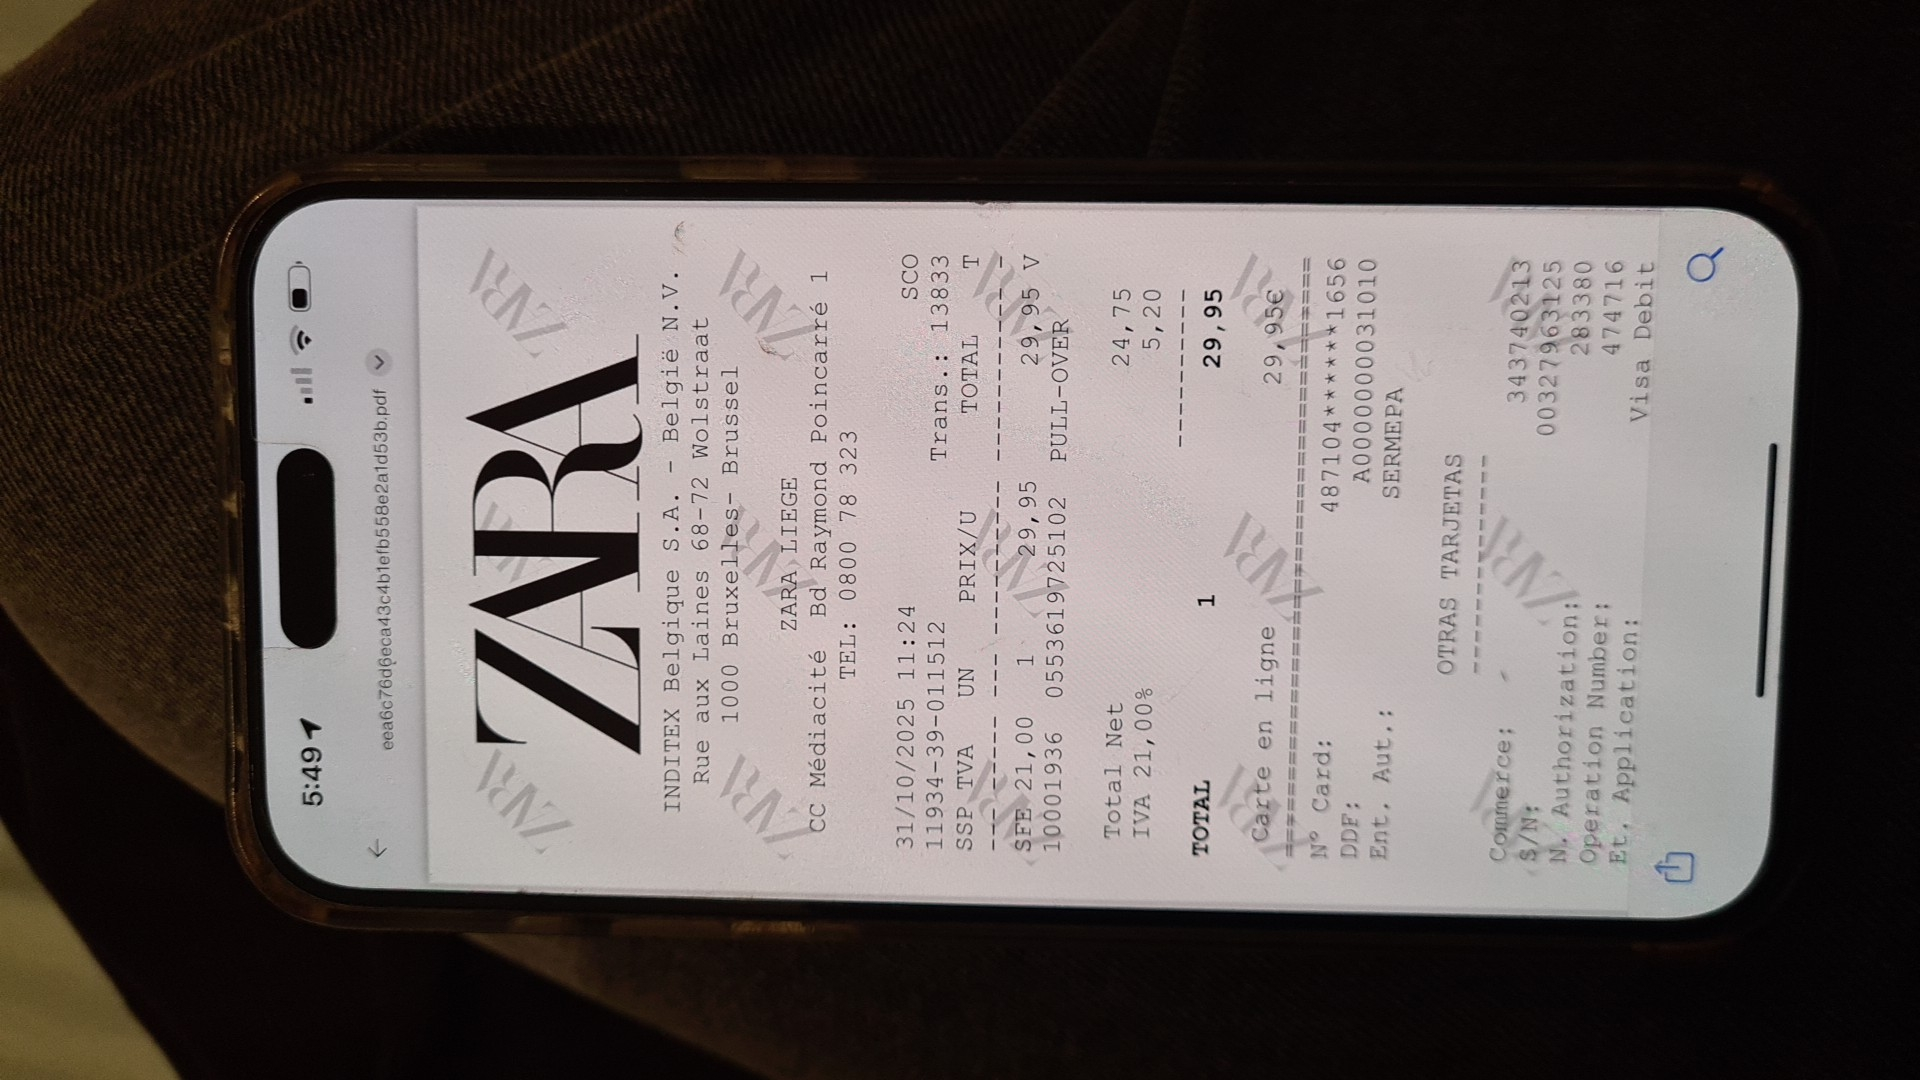 5:49
eea6c76d6eca43c4b1efb558e2a1d53b.pdf
ZARA
INDITEX Belgique S.A. - België N.V.
Rue aux Laines 68-72 Wolstraat
1000 Bruxelles- Brussel
ZARA LIEGE
CC Médiacité Bd Raymond Poincarré 1
TEL: 0800 78 323
31/10/2025 11:24 SCO
11934-39-011512 Trans.: 13833
SSP TVA UN PRIX/U TOTAL T
SFE 21,00 1 29,95 29,95 V
10001936 0553619725102 PULL-OVER
Total Net 24,75
IVA 21,00% 5,20
TOTAL 1 29,95
Carte en ligne 29,95€
N° Card: 487104******1656
DDF: A0000000031010
Ent. Aut.: SERMEPA
OTRAS TARJETAS
Commerce: 343740213
S/N: 00327963125
N. Authorization: 283380
Operation Number: 474716
Et. Application: Visa Debit